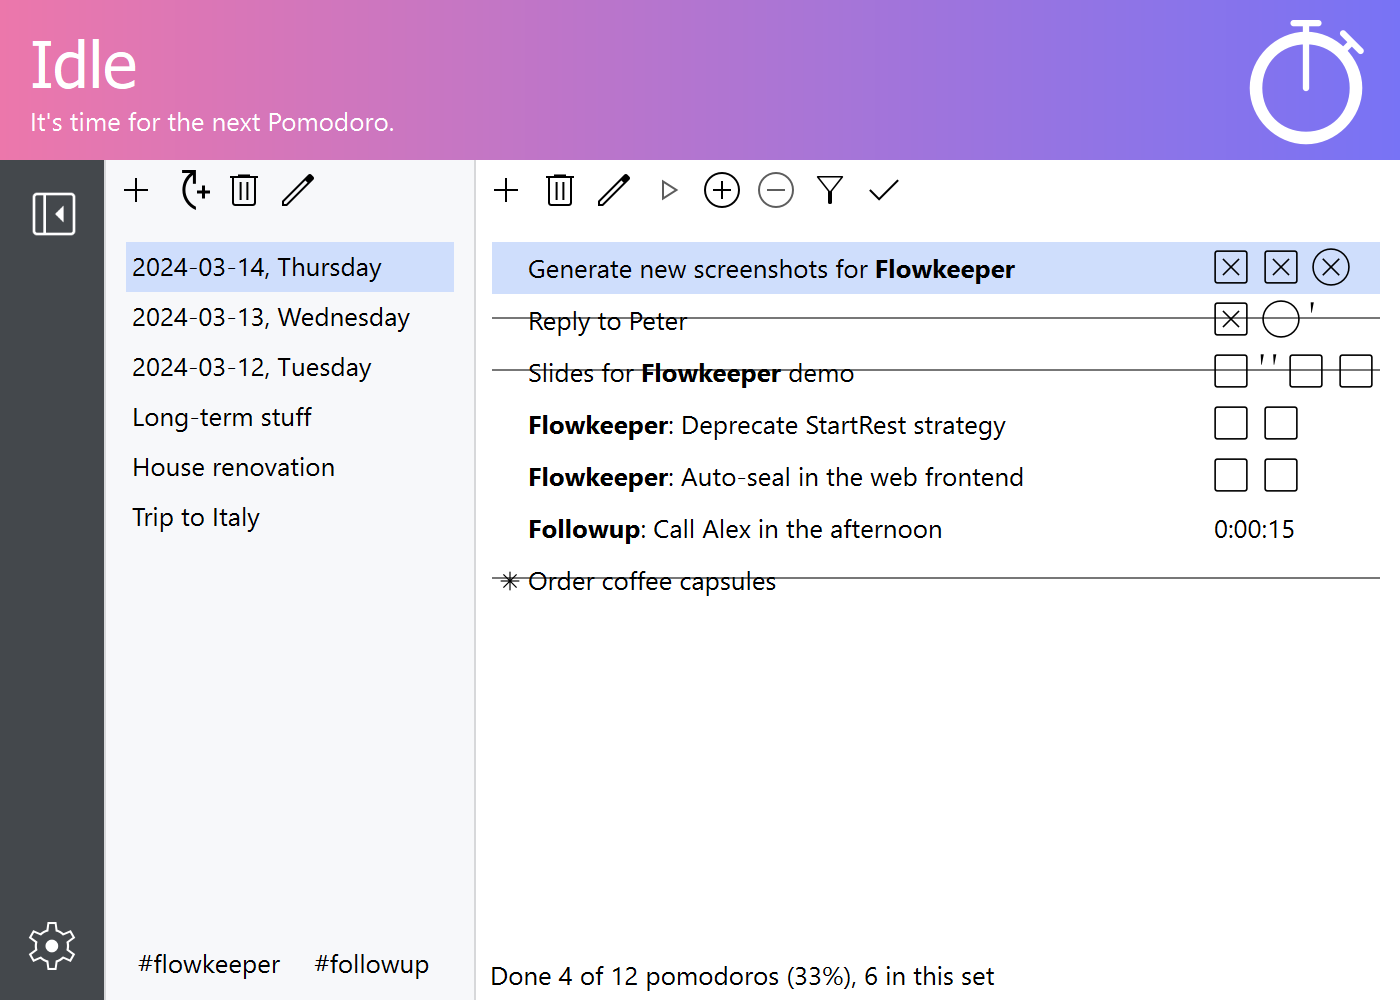 Idle
It's time for the next Pomodoro.
2024-03-14, Thursday
2024-03-13, Wednesday
2024-03-12, Tuesday
Long-term stuff
House renovation
Trip to Italy
#flowkeeper #followup
Generate new screenshots for Flowkeeper
Reply to Peter
Slides for Flowkeeper demo
Flowkeeper: Deprecate StartRest strategy
Flowkeeper: Auto-seal in the web frontend
Followup: Call Alex in the afternoon 0:00:15
Order coffee capsules
Done 4 of 12 pomodoros (33%), 6 in this set